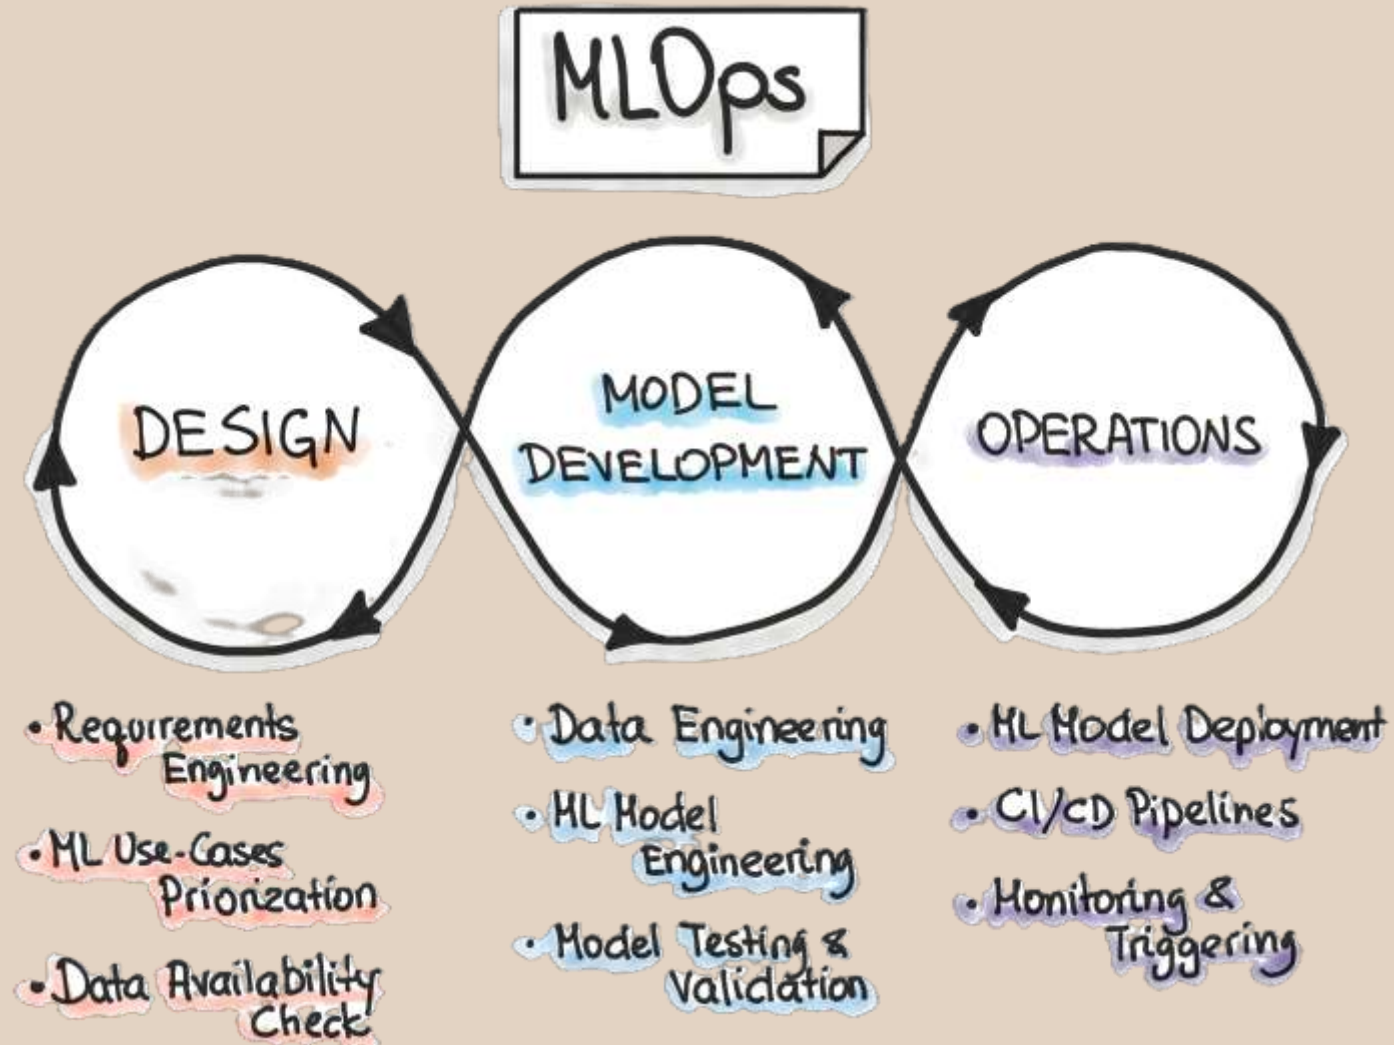 MLOps
DESIGN
MODEL
DEVELOPMENT
OPERATIONS
• Requirements
Engineering
• ML Use-Cases
Priorization
• Data Availability
Check
• Data Engineering
• ML Model
Engineering
• Model Testing &
Validation
• ML Model Deployment
• CI/CD Pipelines
• Monitoring &
Triggering